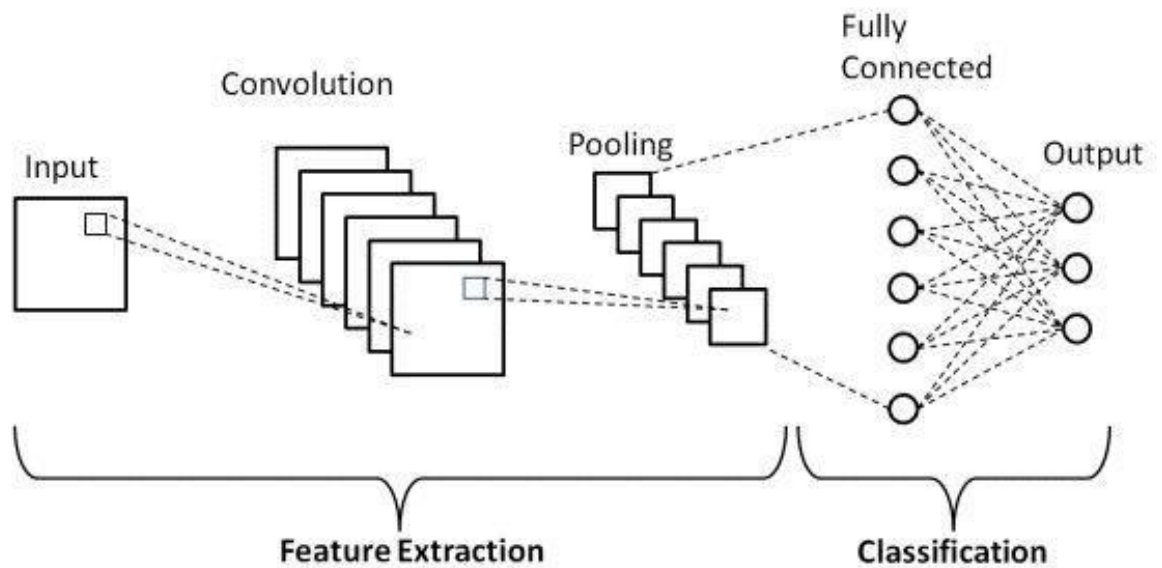 Input
Convolution
Pooling
Fully
Connected
Output
Feature Extraction
Classification